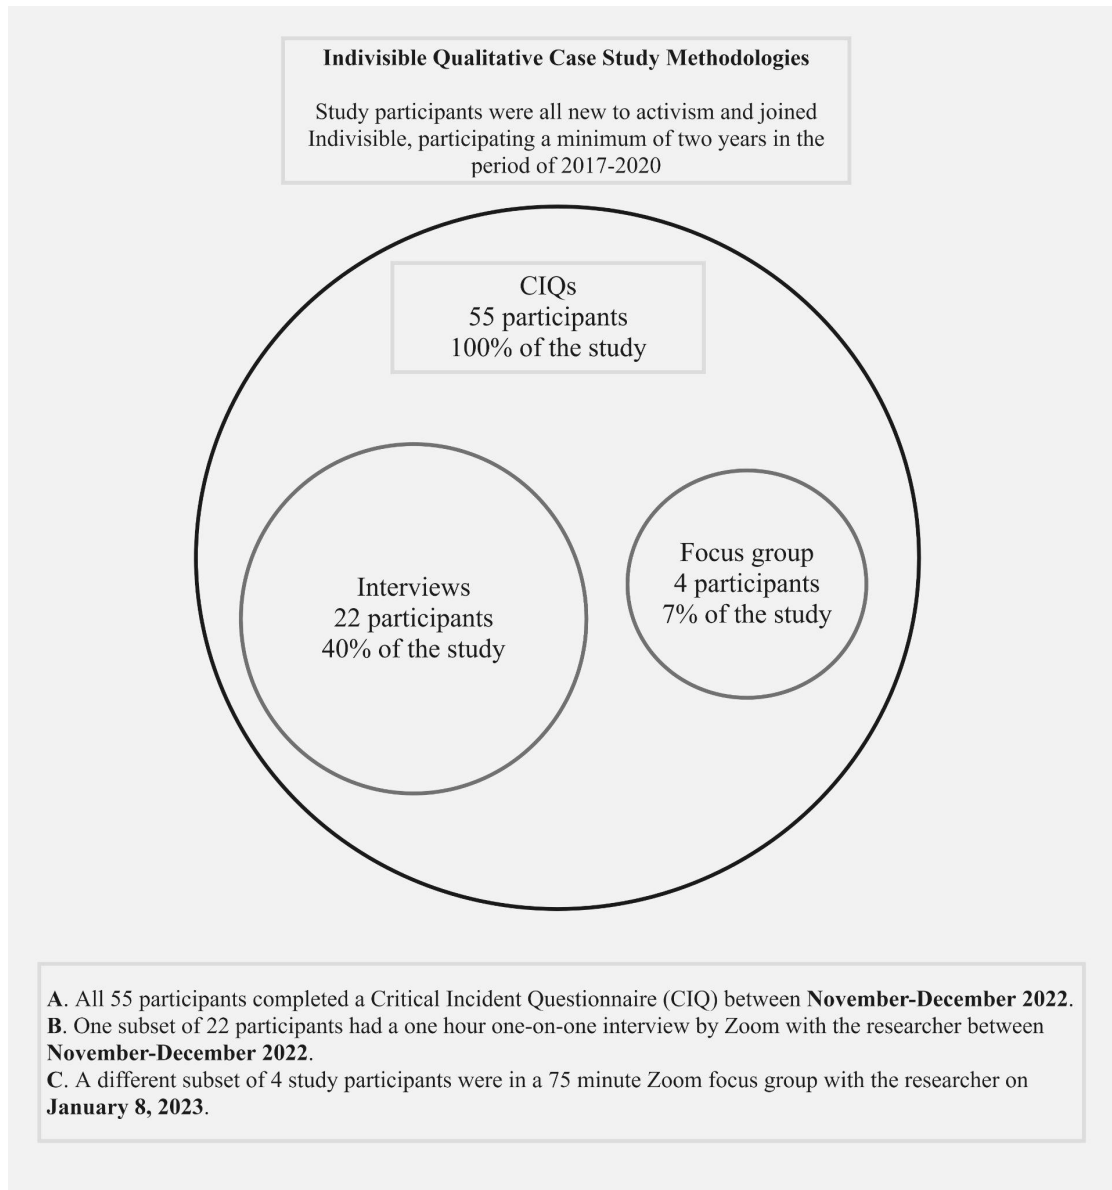 Indivisible Qualitative Case Study Methodologies
Study participants were all new to activism and joined
Indivisible, participating a minimum of two years in the
period of 2017-2020
CIQs
55 participants
100% of the study
Interviews
22 participants
40% of the study
Focus group
4 participants
7% of the study
A. All 55 participants completed a Critical Incident Questionnaire (CIQ) between November-December 2022.
B. One subset of 22 participants had a one hour one-on-one interview by Zoom with the researcher between
November-December 2022.
C. A different subset of 4 study participants were in a 75 minute Zoom focus group with the researcher on
January 8, 2023.